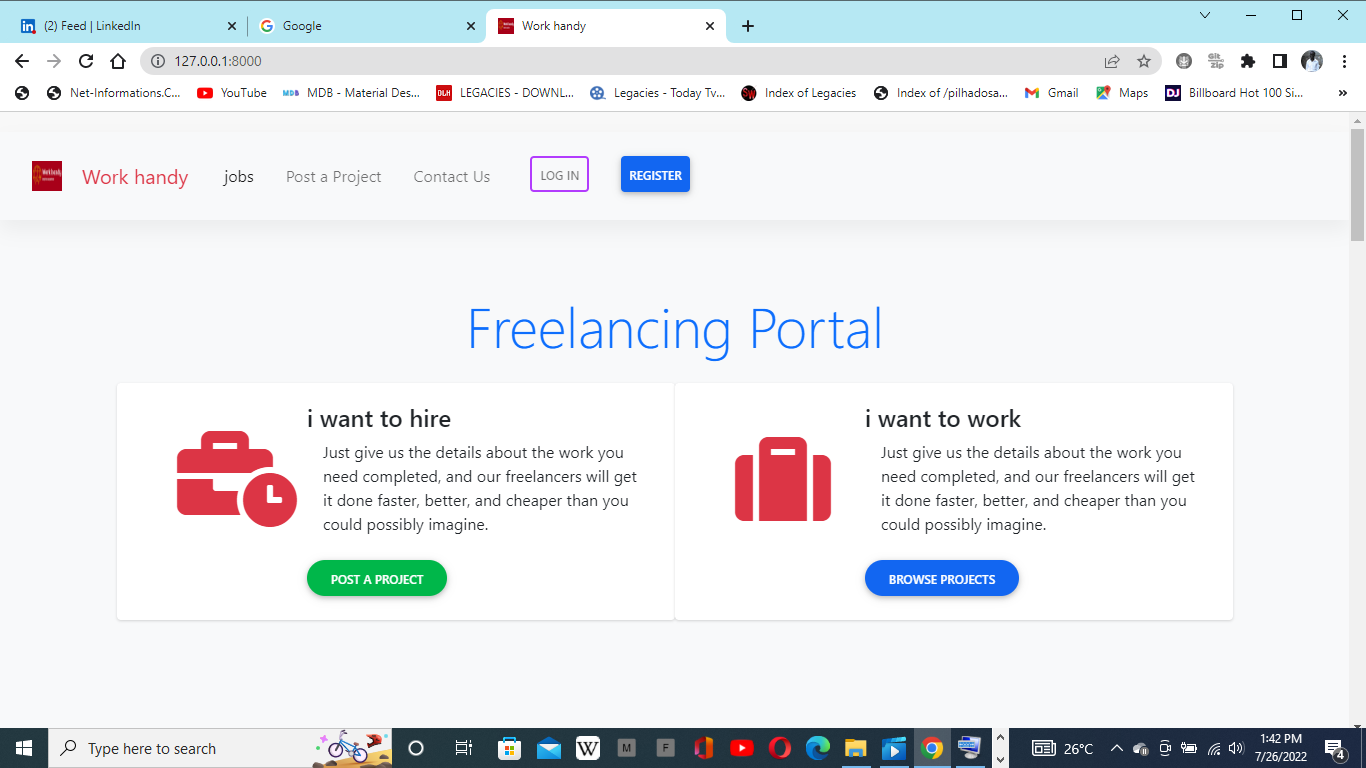 (2) Feed | LinkedIn
Google
Work handy
127.0.0.1:8000
Net-Informations.C...
YouTube
MDB - Material Des...
LEGACIES - DOWNL...
Legacies - Today Tv...
Index of Legacies
Index of /pilhadosa...
Gmail
Maps
Billboard Hot 100 Si...
»
Work handy
jobs
Post a Project
Contact Us
LOG IN
REGISTER
Freelancing Portal
i want to hire
Just give us the details about the work you
need completed, and our freelancers will get
it done faster, better, and cheaper than you
could possibly imagine.
POST A PROJECT
i want to work
Just give us the details about the work you
need completed, and our freelancers will get
it done faster, better, and cheaper than you
could possibly imagine.
BROWSE PROJECTS
Type here to search
26°C
1:42 PM
7/26/2022
4